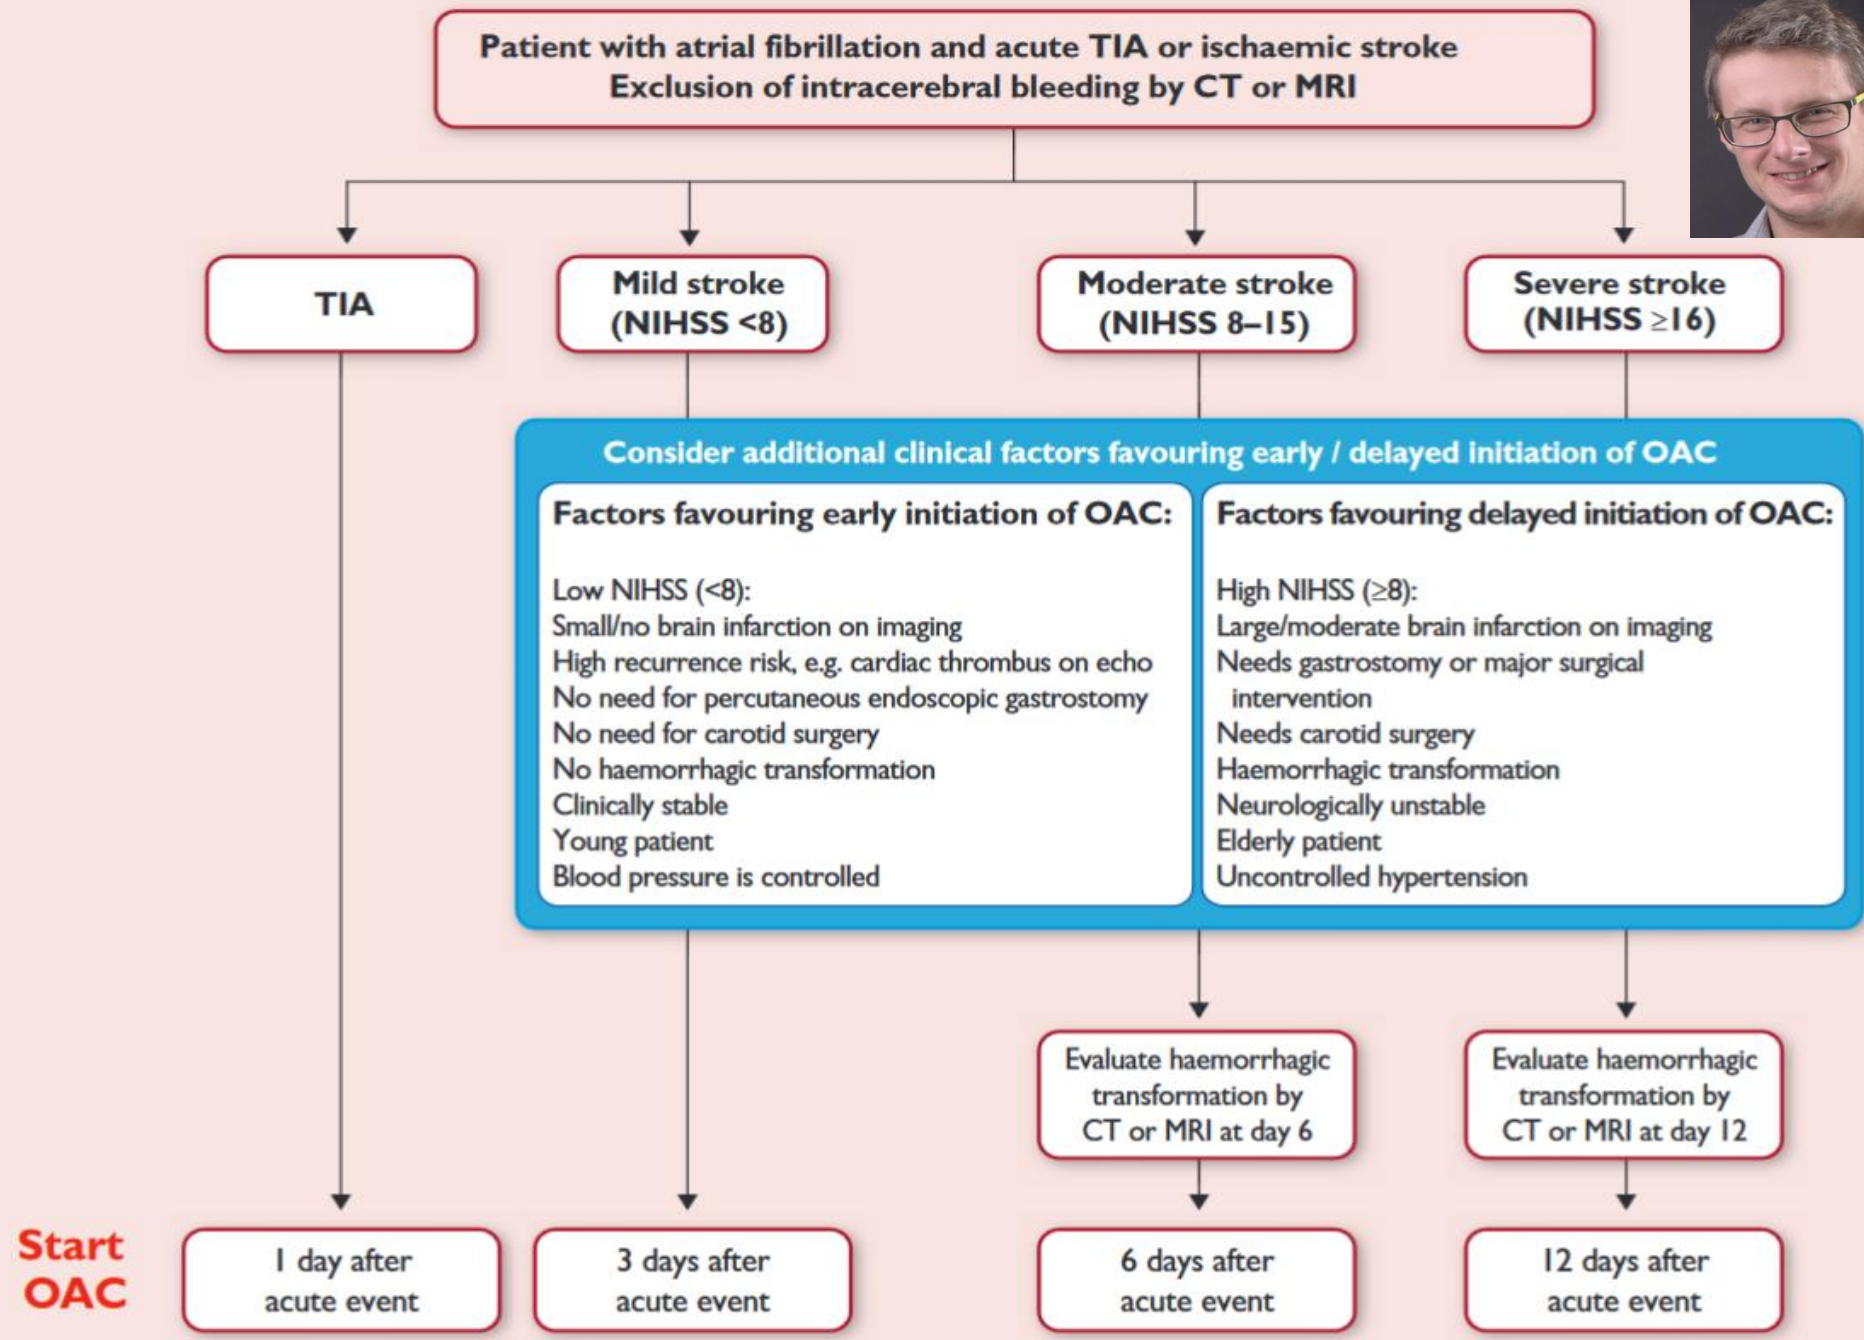 Patient with atrial fibrillation and acute TIA or ischaemic stroke
Exclusion of intracerebral bleeding by CT or MRI
TIA
Mild stroke
(NIHSS <8)
Moderate stroke
(NIHSS 8–15)
Severe stroke
(NIHSS ≥16)
Consider additional clinical factors favouring early / delayed initiation of OAC
Factors favouring early initiation of OAC:
Low NIHSS (<8):
Small/no brain infarction on imaging
High recurrence risk, e.g. cardiac thrombus on echo
No need for percutaneous endoscopic gastrostomy
No need for carotid surgery
No haemorrhagic transformation
Clinically stable
Young patient
Blood pressure is controlled
Factors favouring delayed initiation of OAC:
High NIHSS (≥8):
Large/moderate brain infarction on imaging
Needs gastrostomy or major surgical
intervention
Needs carotid surgery
Haemorrhagic transformation
Neurologically unstable
Elderly patient
Uncontrolled hypertension
Evaluate haemorrhagic
transformation by
CT or MRI at day 6
Evaluate haemorrhagic
transformation by
CT or MRI at day 12
Start
OAC
1 day after
acute event
3 days after
acute event
6 days after
acute event
12 days after
acute event